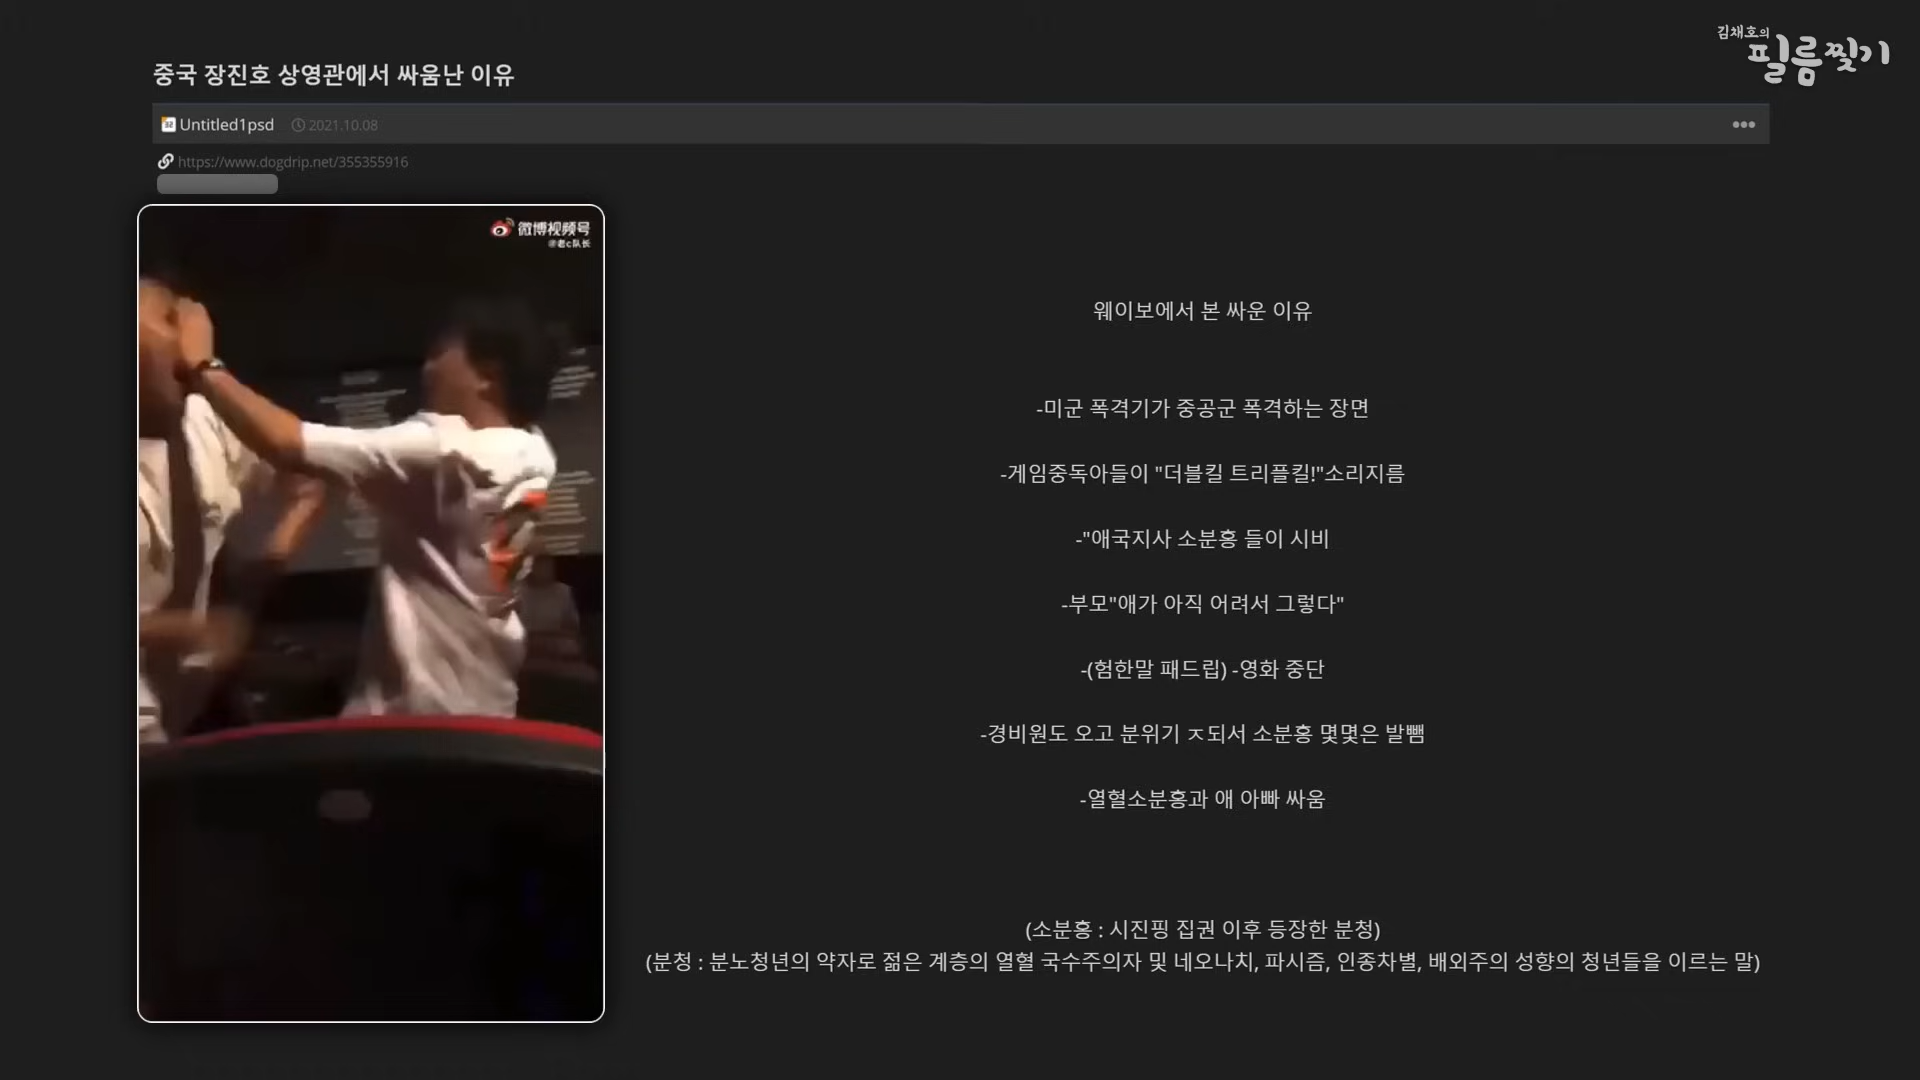 김채호의
필름찢기
중국 장진호 상영관에서 싸움난 이유
Untitled1psd 2021.10.08
https://www.dogdrip.net/355355916
微博视频号
@老c队长
웨이보에서 본 싸운 이유
-미군 폭격기가 중공군 폭격하는 장면
-게임중독아들이 "더블킬 트리플킬!"소리지름
-"애국지사 소분홍 들이 시비
-부모"애가 아직 어려서 그렇다"
-(험한말 패드립) -영화 중단
-경비원도 오고 분위기 ㅈ되서 소분홍 몇몇은 발뺌
-열혈소분홍과 애 아빠 싸움
(소분홍 : 시진핑 집권 이후 등장한 분청)
(분청 : 분노청년의 약자로 젊은 계층의 열혈 국수주의자 및 네오나치, 파시즘, 인종차별, 배외주의 성향의 청년들을 이르는 말)